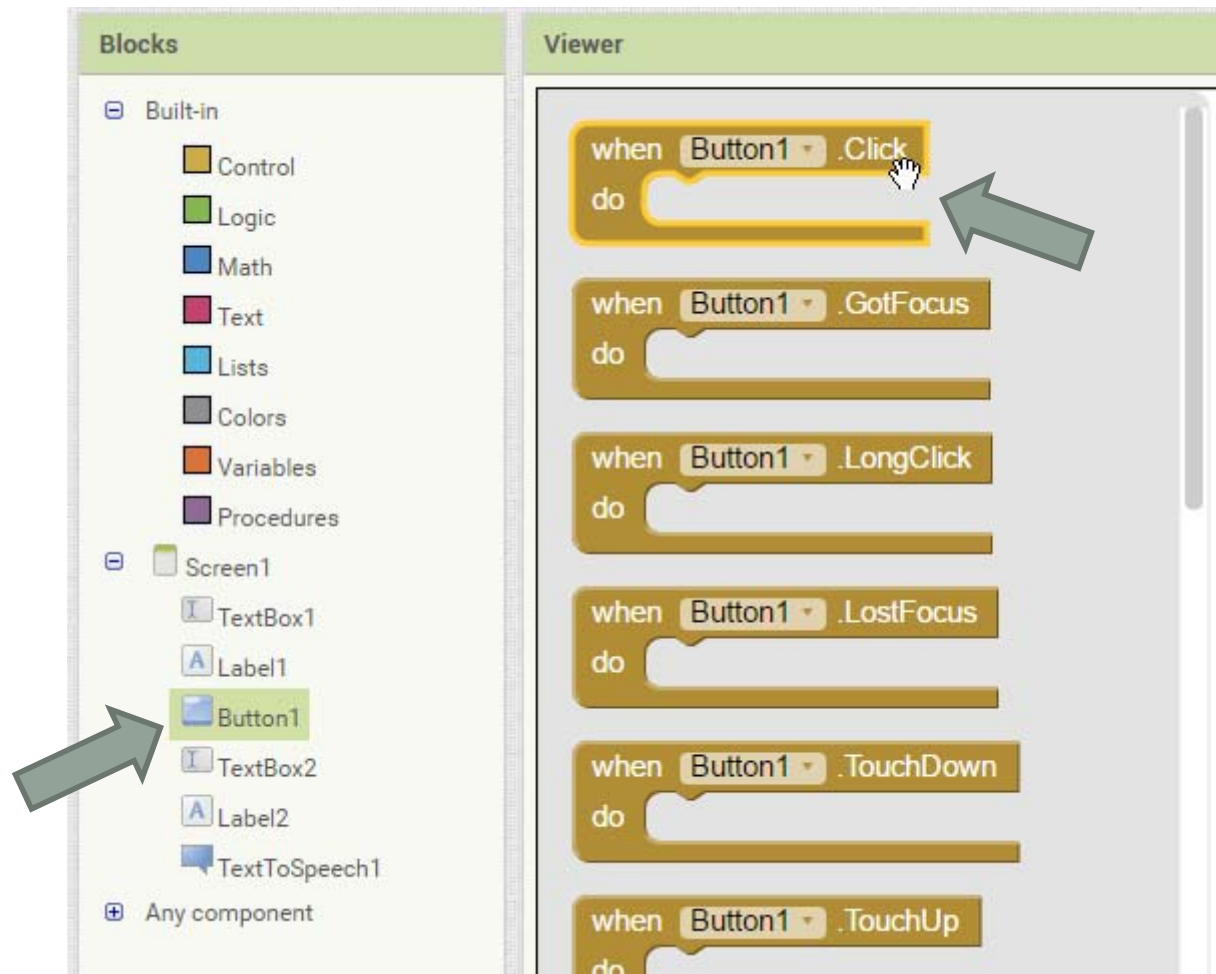 Blocks
Built-in
Control
Logic
Math
Text
Lists
Colors
Variables
Procedures
Screen1
TextBox1
Label1
Button1
TextBox2
Label2
TextToSpeech1
Any component
Viewer
when Button1 .Click
do
when Button1 .GotFocus
do
when Button1 .LongClick
do
when Button1 .LostFocus
do
when Button1 .TouchDown
do
when Button1 .TouchUp
do